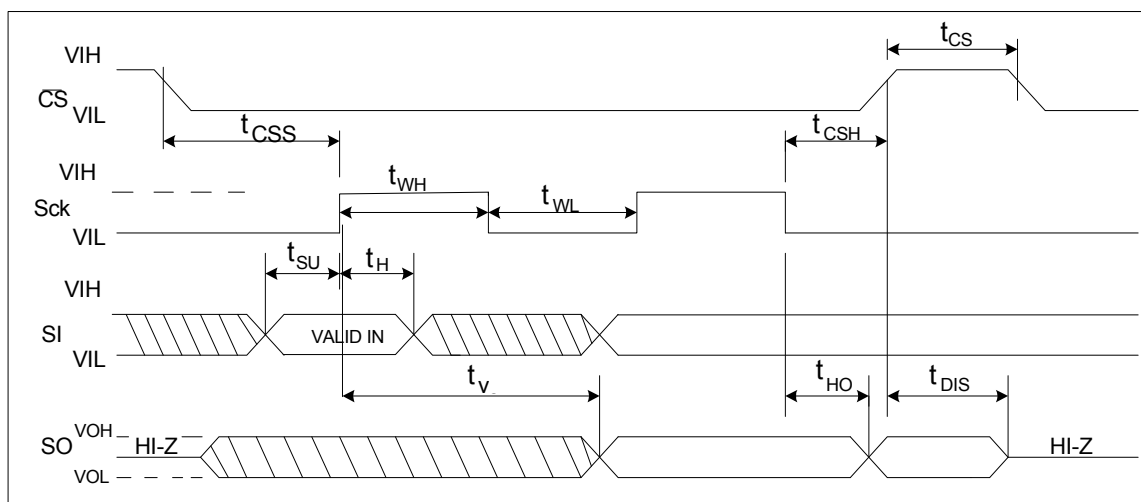 tCS
VIH
CS
VIL
tCSS
tCSH
VIH
tWH
Sck
tWL
VIL
tSU
tH
VIH
SI
VALID IN
VIL
tV
tHO
tDIS
VOH
SO
HI-Z
HI-Z
VOL